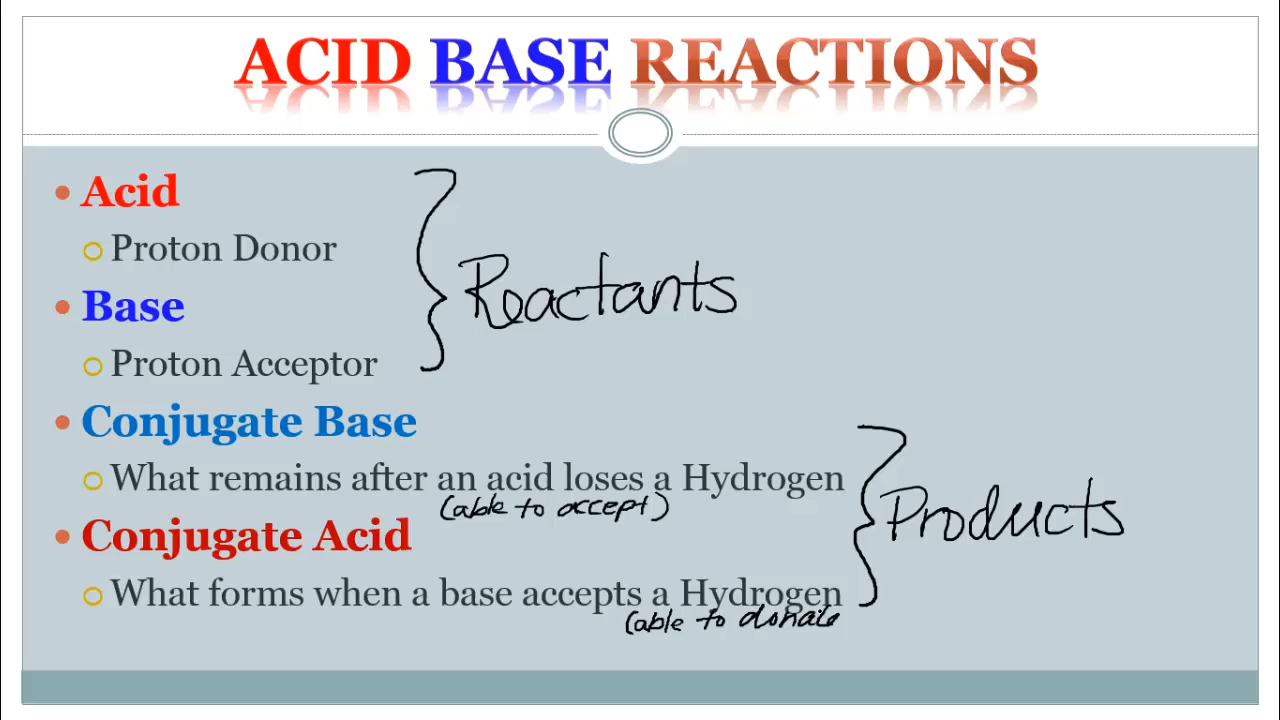 ACID BASE REACTIONS
• Acid
○ Proton Donor
Reactants
• Base
○ Proton Acceptor
• Conjugate Base
○ What remains after an acid loses a Hydrogen
(able to accept)
Products
• Conjugate Acid
○ What forms when a base accepts a Hydrogen
(able to donate